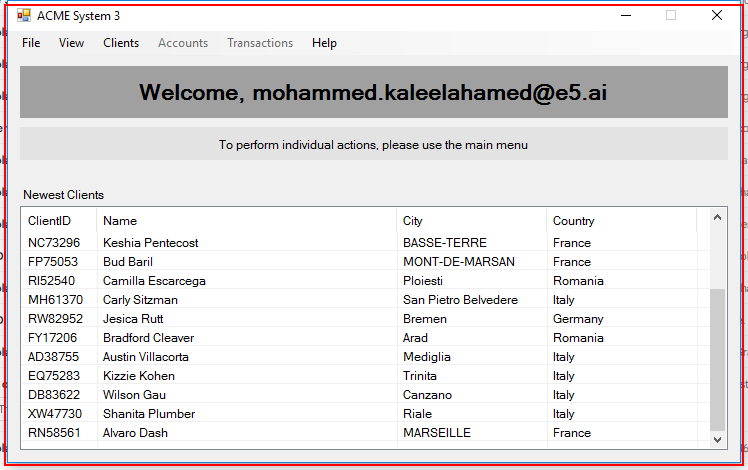 ACME System 3
File View Clients Accounts Transactions Help
Welcome, mohammed.kaleelahamed@e5.ai
To perform individual actions, please use the main menu
Newest Clients
ClientID Name City Country
NC73296 Keshia Pentecost BASSE-TERRE France
FP75053 Bud Baril MONT-DE-MARSAN France
RI52540 Camilla Escarcega Ploiesti Romania
MH61370 Carly Sitzman San Pietro Belvedere Italy
RW82952 Jesica Rutt Bremen Germany
FY17206 Bradford Cleaver Arad Romania
AD38755 Austin Villacorta Mediglia Italy
EQ75283 Kizzie Kohen Trinita Italy
DB83622 Wilson Gau Canzano Italy
XW47730 Shanita Plumber Riale Italy
RN58561 Alvaro Dash MARSEILLE France